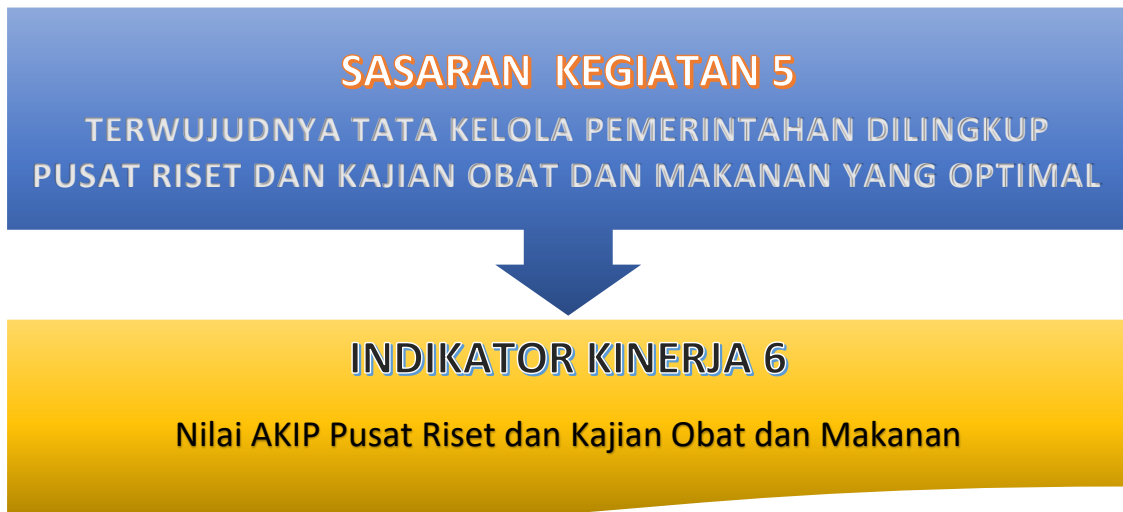 SASARAN KEGIATAN 5
TERWUJUDNYA TATA KELOLA PEMERINTAHAN DILINGKUP
PUSAT RISET DAN KAJIAN OBAT DAN MAKANAN YANG OPTIMAL
INDIKATOR KINERJA 6
Nilai AKIP Pusat Riset dan Kajian Obat dan Makanan